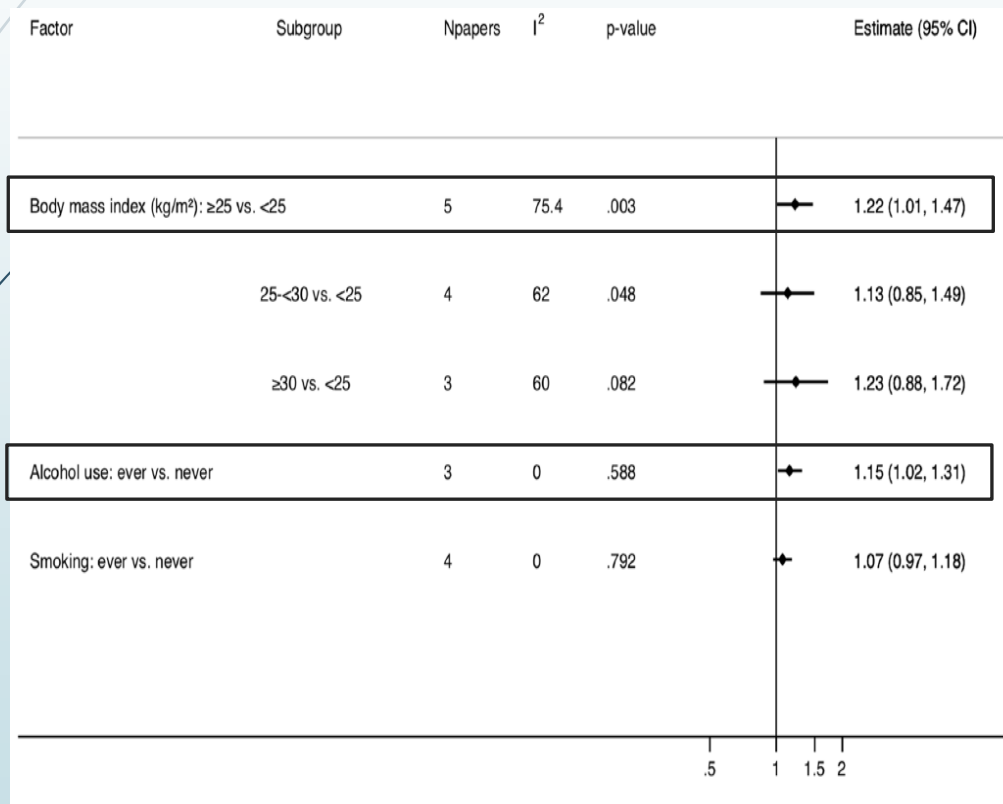 Factor Subgroup Npapers I² p-value Estimate (95% CI)
Body mass index (kg/m²): ≥25 vs. <25 5 75.4 .003 1.22 (1.01, 1.47)
25-<30 vs. <25 4 62 .048 1.13 (0.85, 1.49)
≥30 vs. <25 3 60 .082 1.23 (0.88, 1.72)
Alcohol use: ever vs. never 3 0 .588 1.15 (1.02, 1.31)
Smoking: ever vs. never 4 0 .792 1.07 (0.97, 1.18)
.5 1 1.5 2